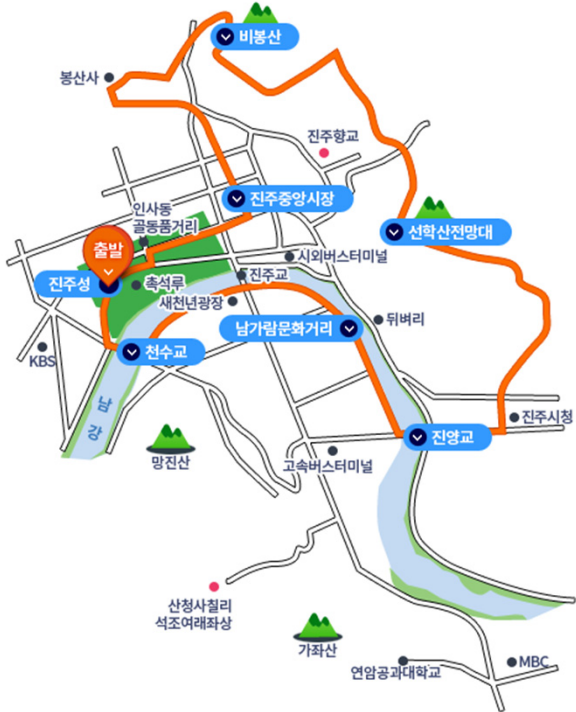 비봉산
봉산사
진주향교
진주중앙시장
인사동
골동품거리
선학산전망대
출발
시외버스터미널
진주성
촉석루
진주교
새천년광장
남가람문화거리
뒤벼리
천수교
KBS
남
강
진주시청
진양교
망진산
고속버스터미널
산청사칠리
석조여래좌상
가좌산
연암공과대학교
MBC